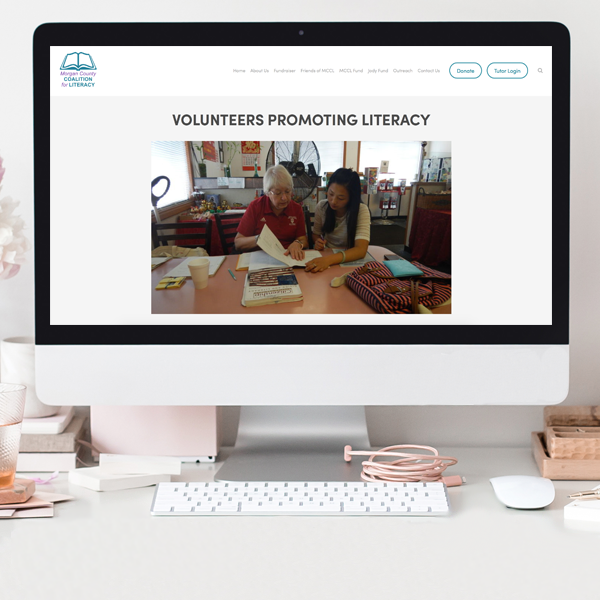 Morgan County
COALITION
for LITERACY
Home About Us Fundraiser Friends of MCCL MCCL Fund Jody Fund Outreach Contact Us
Donate
Tutor Login
VOLUNTEERS PROMOTING LITERACY